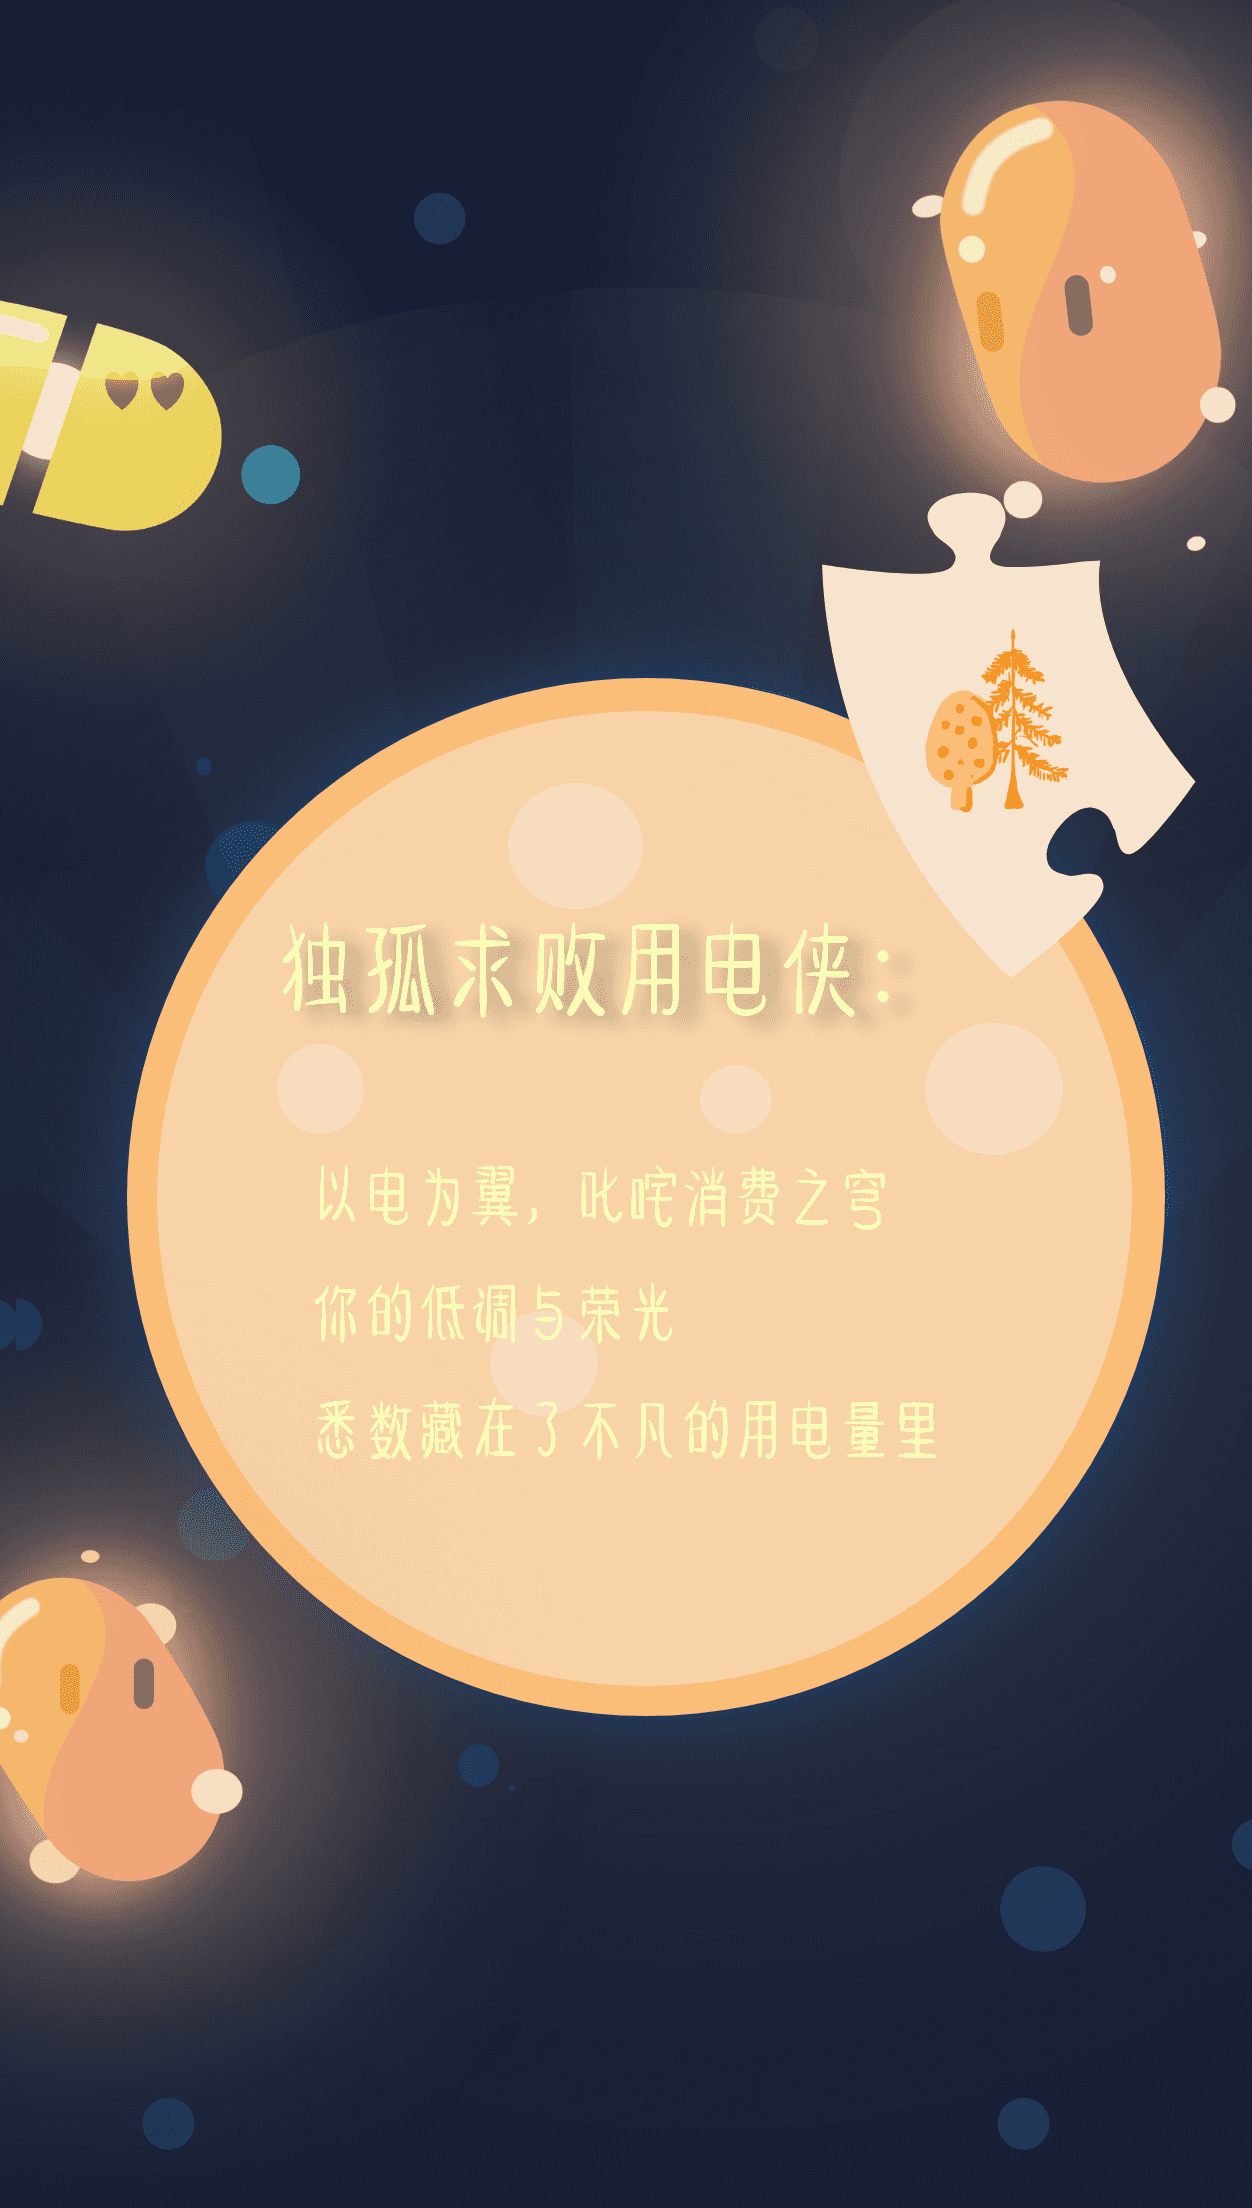 独孤求败用电侠：
以电为翼，叱咤消费之穹
你的低调与荣光
悉数藏在了不凡的用电量里